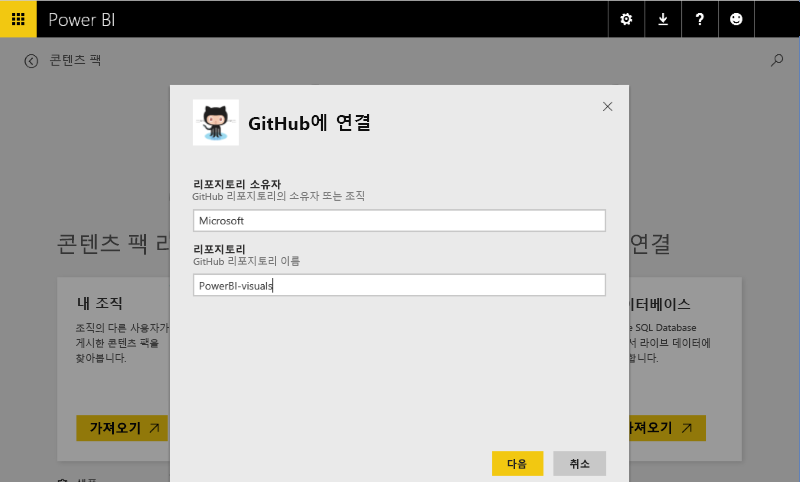 Power BI
?
콘텐츠 팩
GitHub에 연결
리포지토리 소유자
GitHub 리포지토리의 소유자 또는 조직
Microsoft
리포지토리
GitHub 리포지토리 이름
PowerBI-visuals
콘텐츠 팩
연결
내 조직
조직의 다른 사용자가
게시한 콘텐츠 팩을
찾아봅니다.
가져오기
이터베이스
SQL Database
라이브 데이터에
합니다.
져오기
다음
취소